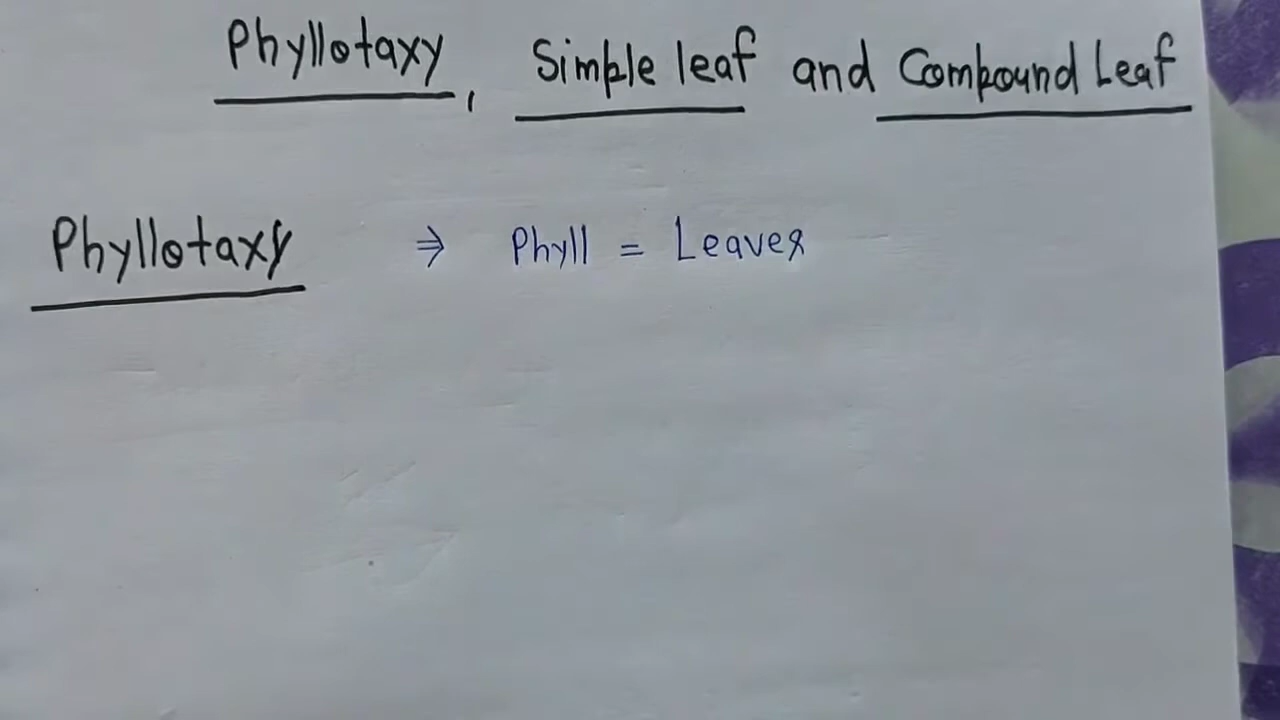 Phyllotaxy, Simple leaf and Compound Leaf
Phyllotaxy ⇒ Phyll = Leaves